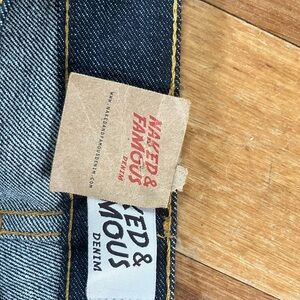 NAKED &
FAMOUS
DENIM
WWW.NAKEDANDFAMOUSDENIM.COM
KED &
MOUS
DENIM